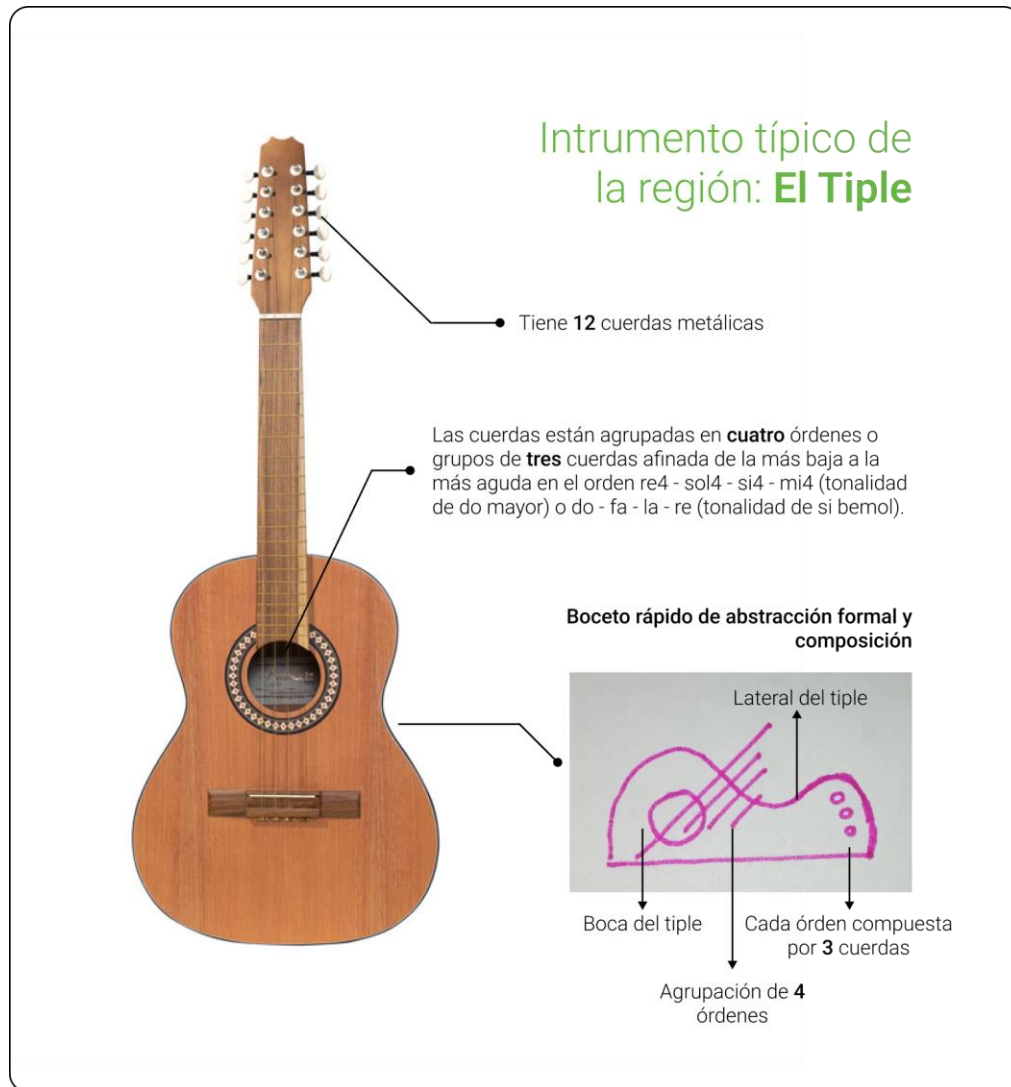 Intrumento típico de
la región: El Tiple
Tiene 12 cuerdas metálicas
Las cuerdas están agrupadas en cuatro órdenes o
grupos de tres cuerdas afinada de la más baja a la
más aguda en el orden re4 - sol4 - si4 - mi4 (tonalidad
de do mayor) o do - fa - la - re (tonalidad de si bemol).
Boceto rápido de abstracción formal y
composición
Lateral del tiple
Boca del tiple
Cada órden compuesta
por 3 cuerdas
Agrupación de 4
órdenes